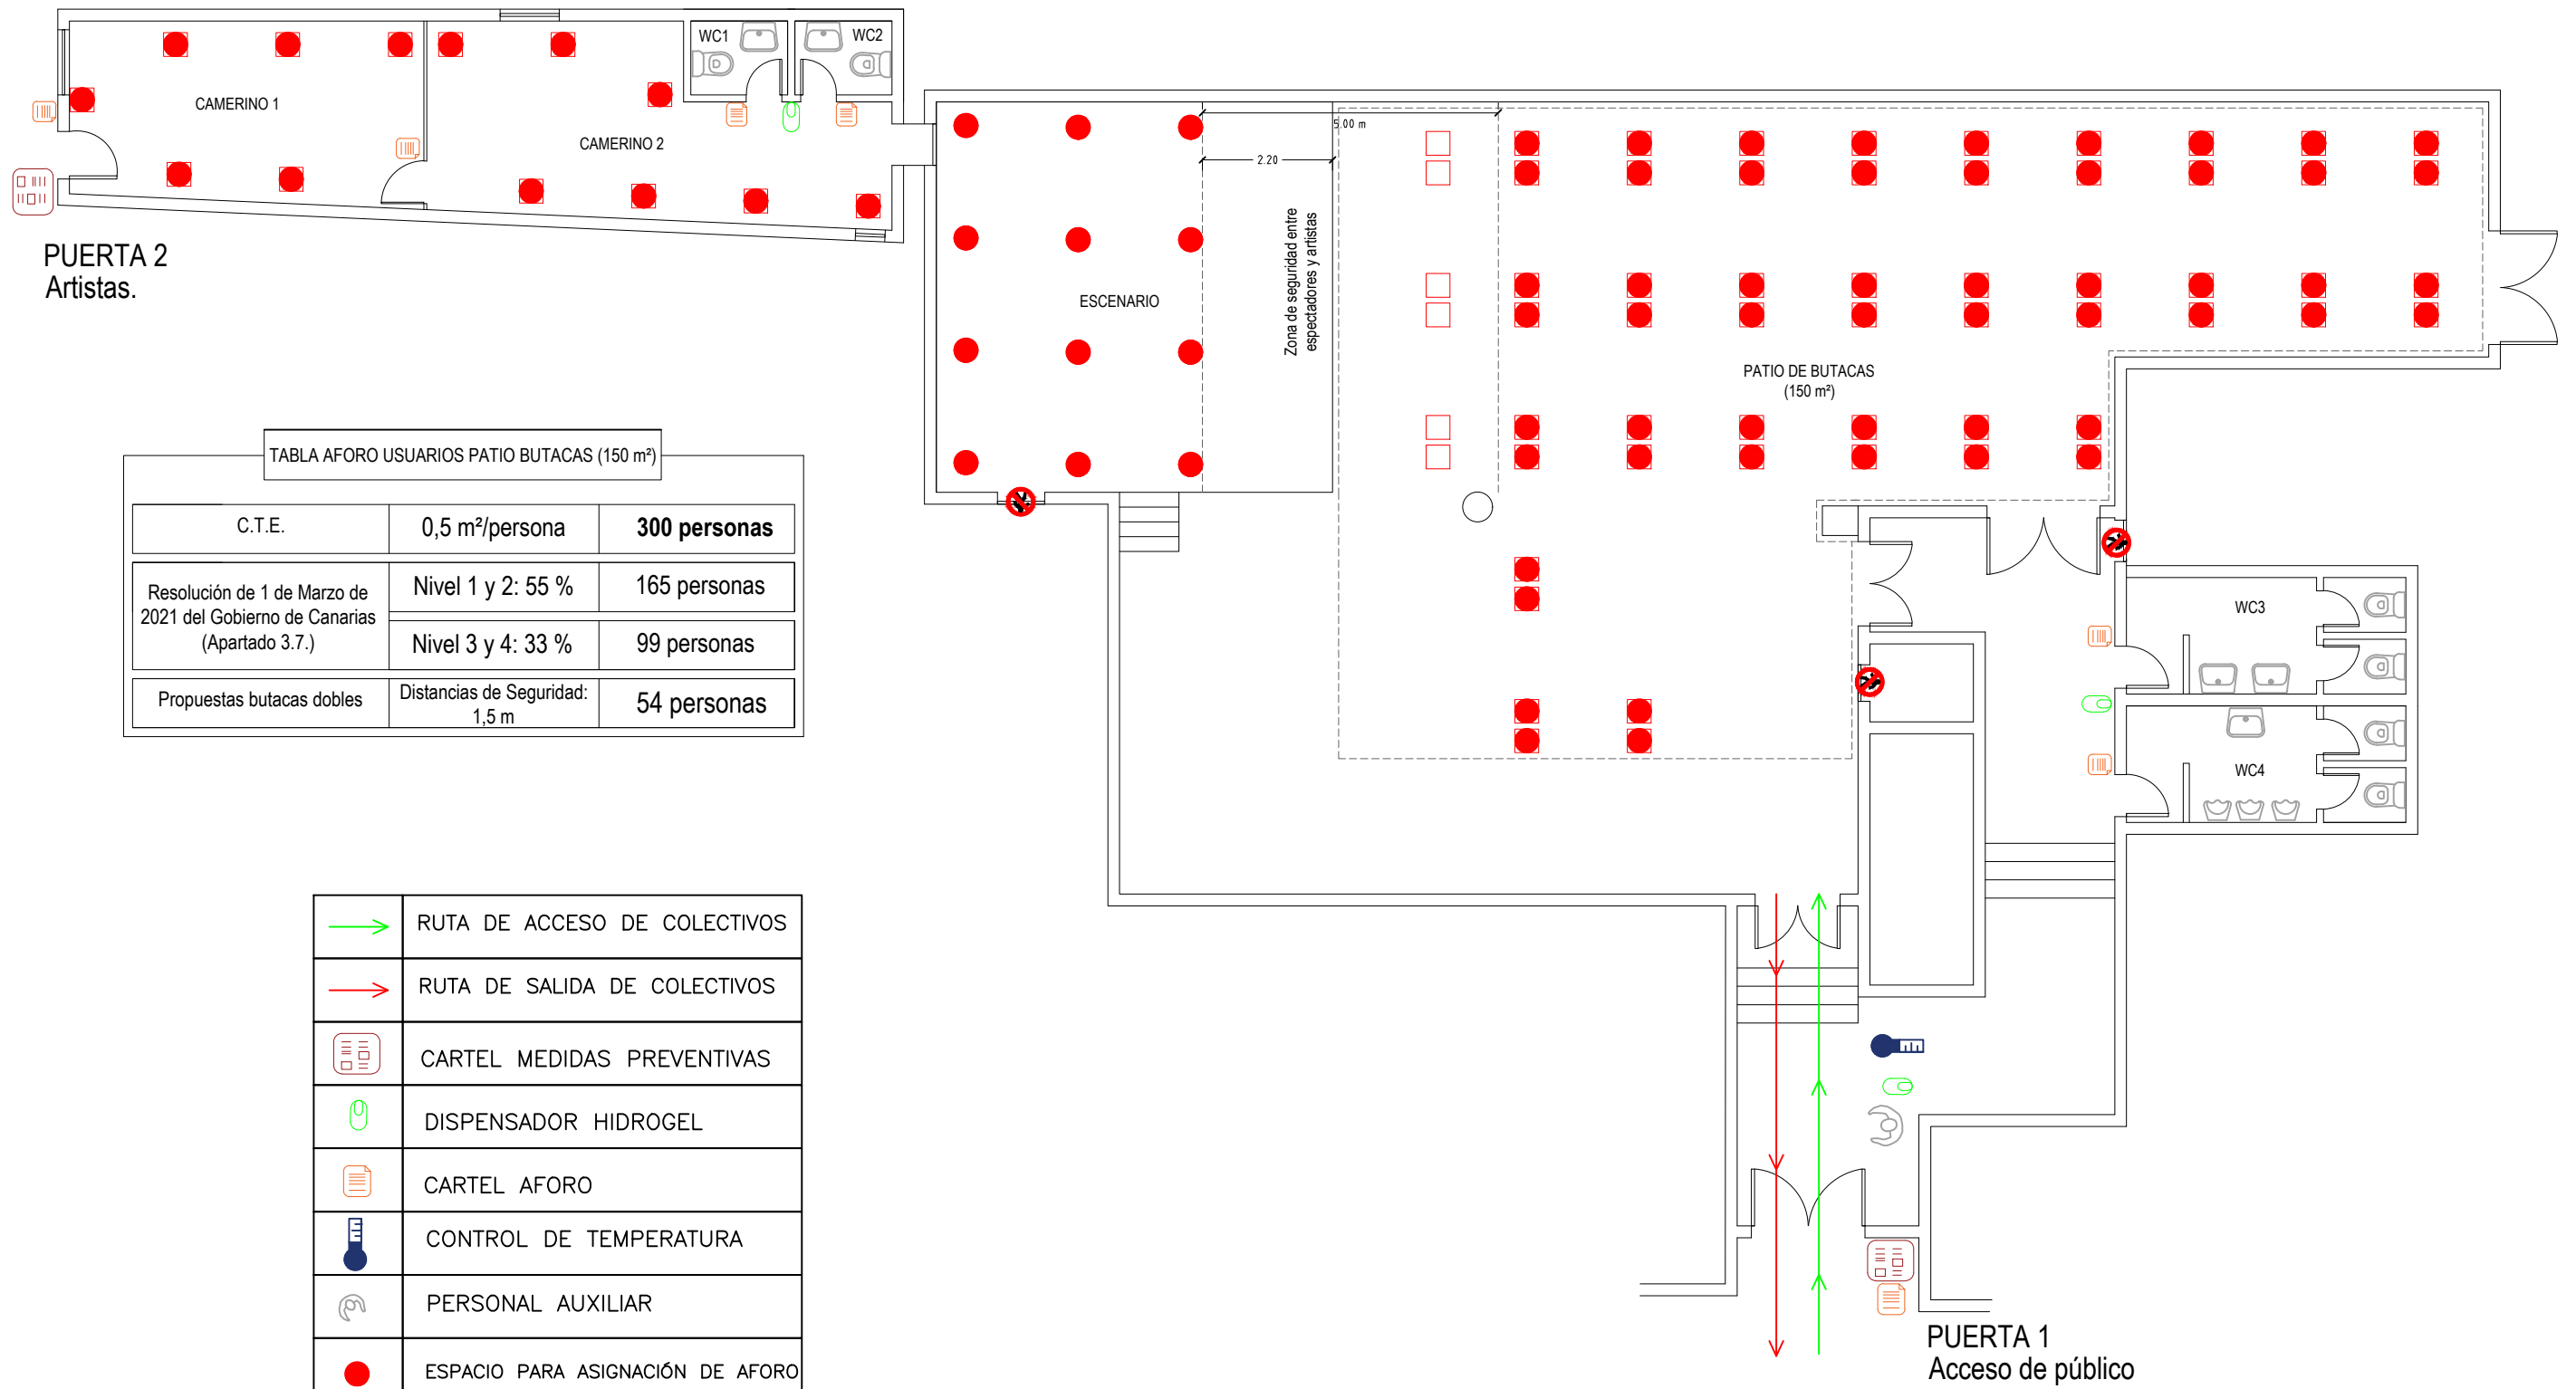 WC1
WC2
CAMERINO 1
CAMERINO 2
5.00 m
2.20
PUERTA 2
Artistas.
ESCENARIO
Zona de seguridad entre
espectadores y artistas
PATIO DE BUTACAS
(150 m²)
TABLA AFORO USUARIOS PATIO BUTACAS (150 m²)
C.T.E.
0,5 m²/persona
300 personas
Resolución de 1 de Marzo de
2021 del Gobierno de Canarias
(Apartado 3.7.)
Nivel 1 y 2: 55 %
165 personas
Nivel 3 y 4: 33 %
99 personas
Propuestas butacas dobles
Distancias de Seguridad:
1,5 m
54 personas
WC3
WC4
RUTA DE ACCESO DE COLECTIVOS
RUTA DE SALIDA DE COLECTIVOS
CARTEL MEDIDAS PREVENTIVAS
DISPENSADOR HIDROGEL
CARTEL AFORO
CONTROL DE TEMPERATURA
PERSONAL AUXILIAR
ESPACIO PARA ASIGNACIÓN DE AFORO
PUERTA 1
Acceso de público